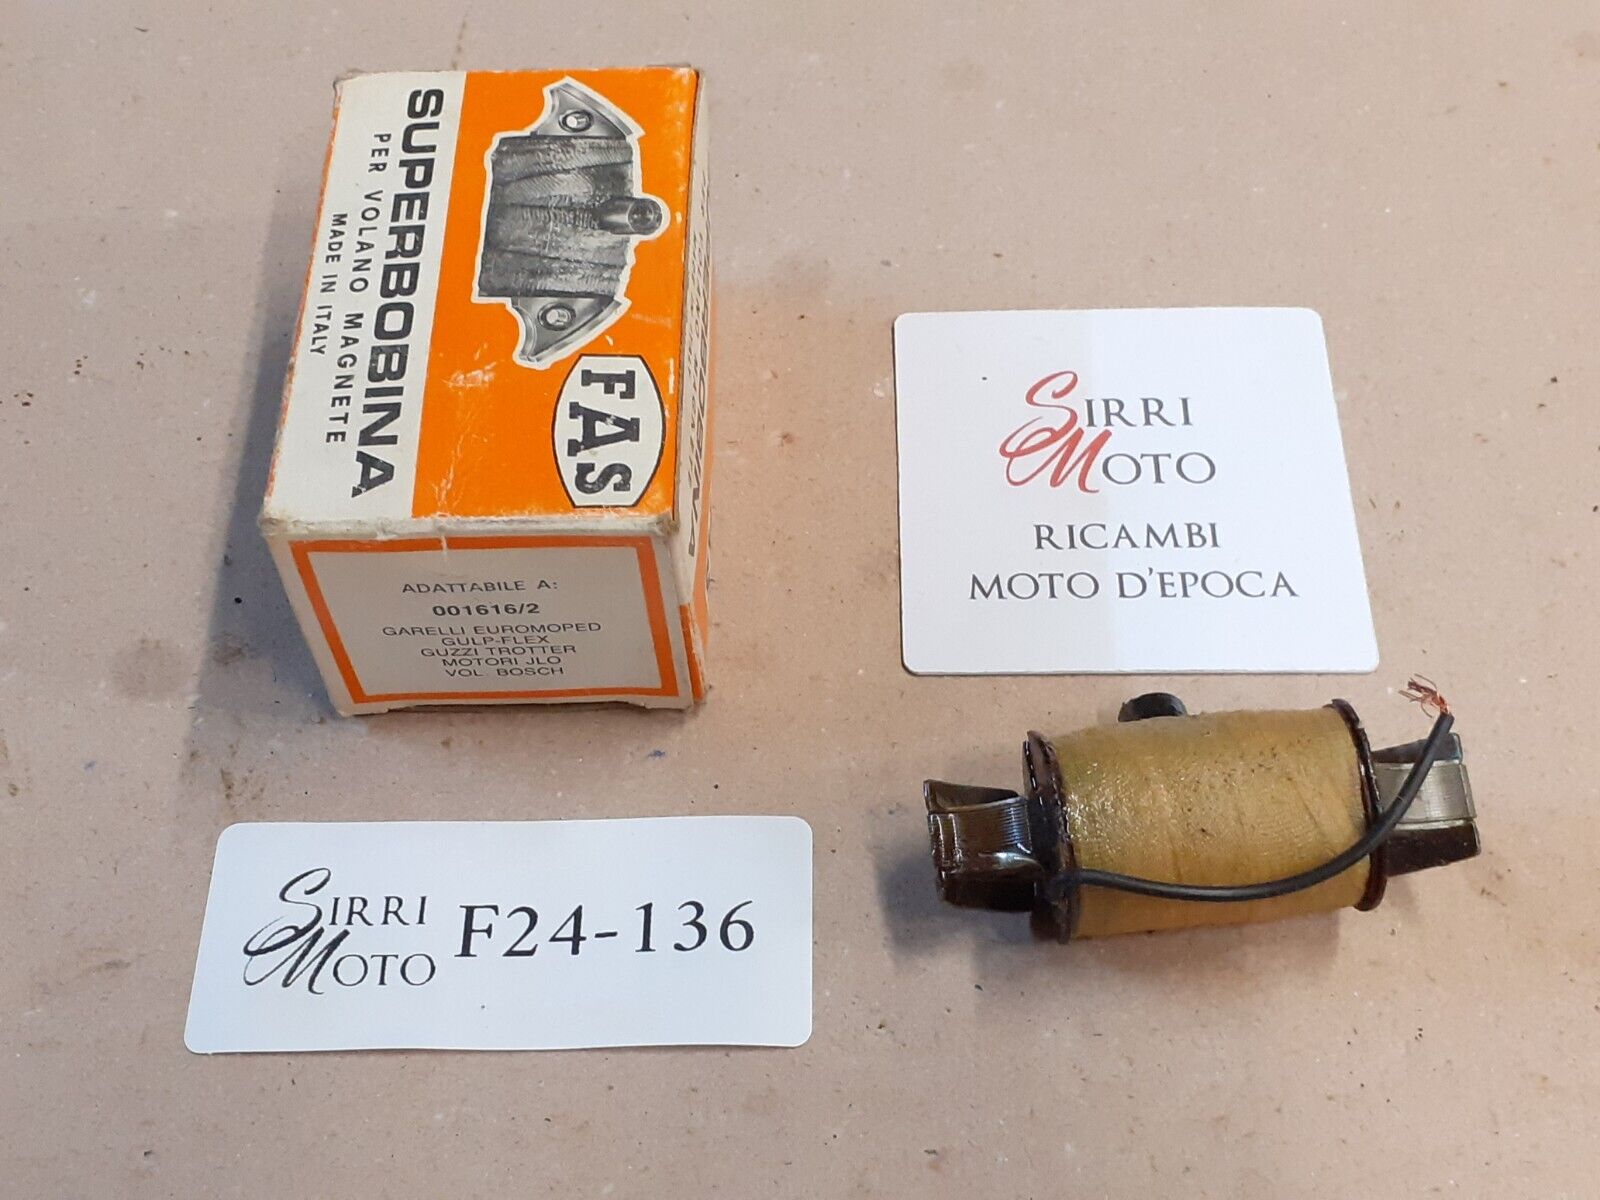 SUPERBOBINA
PER VOLANO MAGNETE
MADE IN ITALY
FAS
ADATTABILE A:
001616/2
GARELLI EUROMOPED
GULP-FLEX
GUZZI TROTTER
MOTORI JLO
VOL. BOSCH
SIRRI
MOTO
RICAMBI
MOTO D'EPOCA
SIRRI
MOTO
F24-136